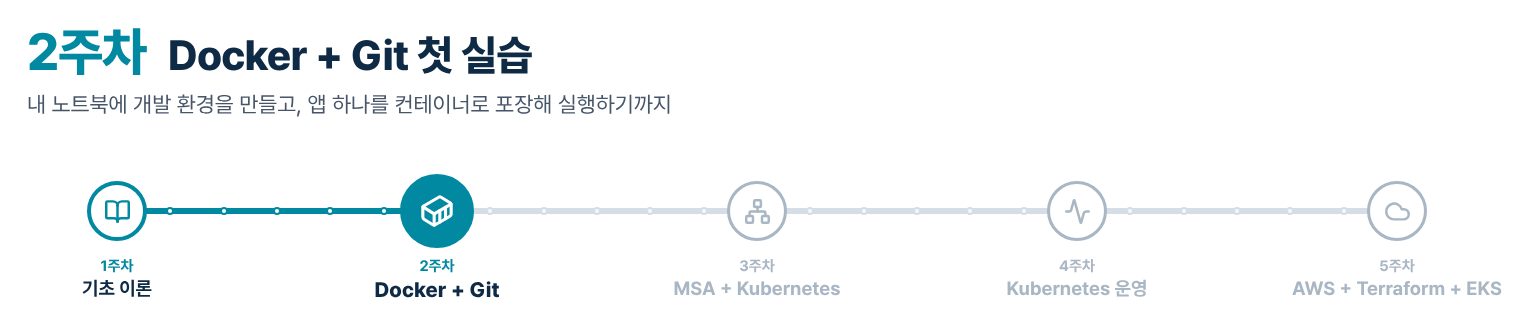 2주차 Docker + Git 첫 실습
내 노트북에 개발 환경을 만들고, 앱 하나를 컨테이너로 포장해 실행하기까지
1주차
기초 이론
2주차
Docker + Git
3주차
MSA + Kubernetes
4주차
Kubernetes 운영
5주차
AWS + Terraform + EKS